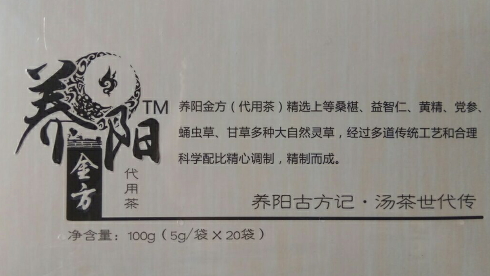 养阳
TM
金方
代用茶
养阳金方（代用茶）精选上等桑椹、益智仁、黄精、党参、
蛹虫草、甘草多种大自然灵草，经过多道传统工艺和合理
科学配比精心调制，精制而成。
养阳古方记·汤茶世代传
净含量：100g（5g/袋×20袋）